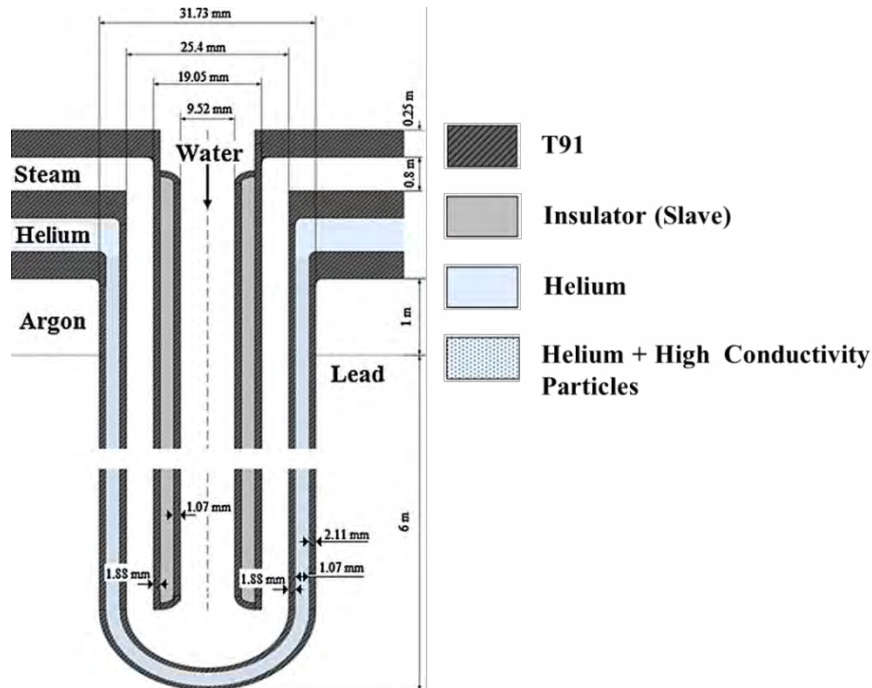 31.73 mm
25.4 mm
19.05 mm
9.52 mm
0.25 m
Water
Steam
0.8 m
Helium
Argon
1 m
Lead
1.07 mm
2.11 mm
1.88 mm
1.88 mm
1.07 mm
6 m
T91
Insulator (Slave)
Helium
Helium + High Conductivity
Particles